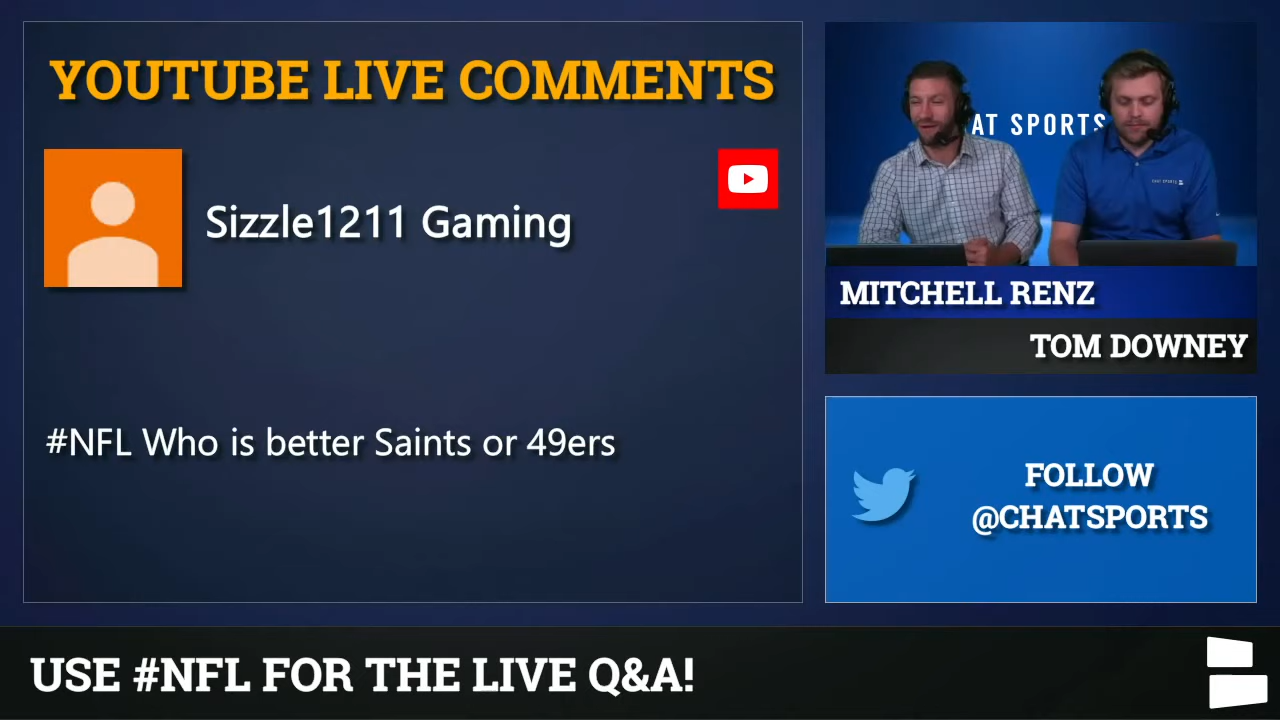 YOUTUBE LIVE COMMENTS
Sizzle1211 Gaming
#NFL Who is better Saints or 49ers
AT SPORTS
MITCHELL RENZ
TOM DOWNEY
FOLLOW
@CHATSPORTS
USE #NFL FOR THE LIVE Q&A!